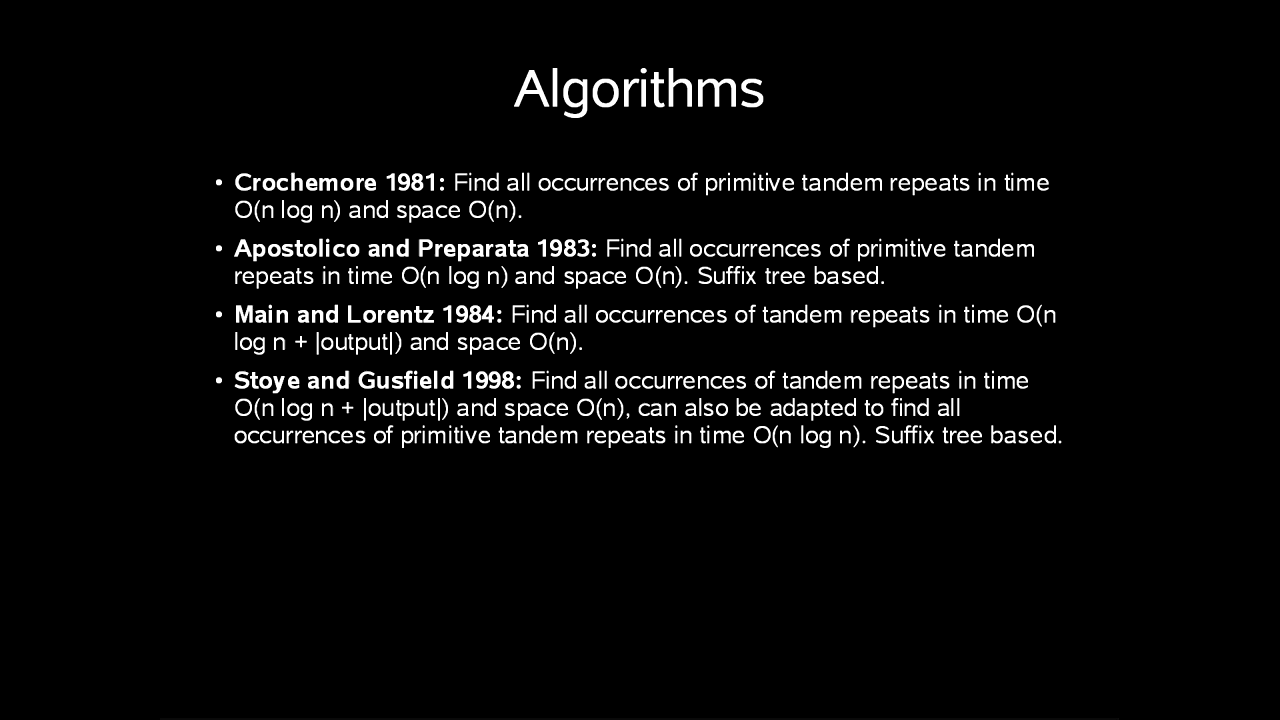 Algorithms
• Crochemore 1981: Find all occurrences of primitive tandem repeats in time
O(n log n) and space O(n).
• Apostolico and Preparata 1983: Find all occurrences of primitive tandem
repeats in time O(n log n) and space O(n). Suffix tree based.
• Main and Lorentz 1984: Find all occurrences of tandem repeats in time O(n
log n + |output|) and space O(n).
• Stoye and Gusfield 1998: Find all occurrences of tandem repeats in time
O(n log n + |output|) and space O(n), can also be adapted to find all
occurrences of primitive tandem repeats in time O(n log n). Suffix tree based.